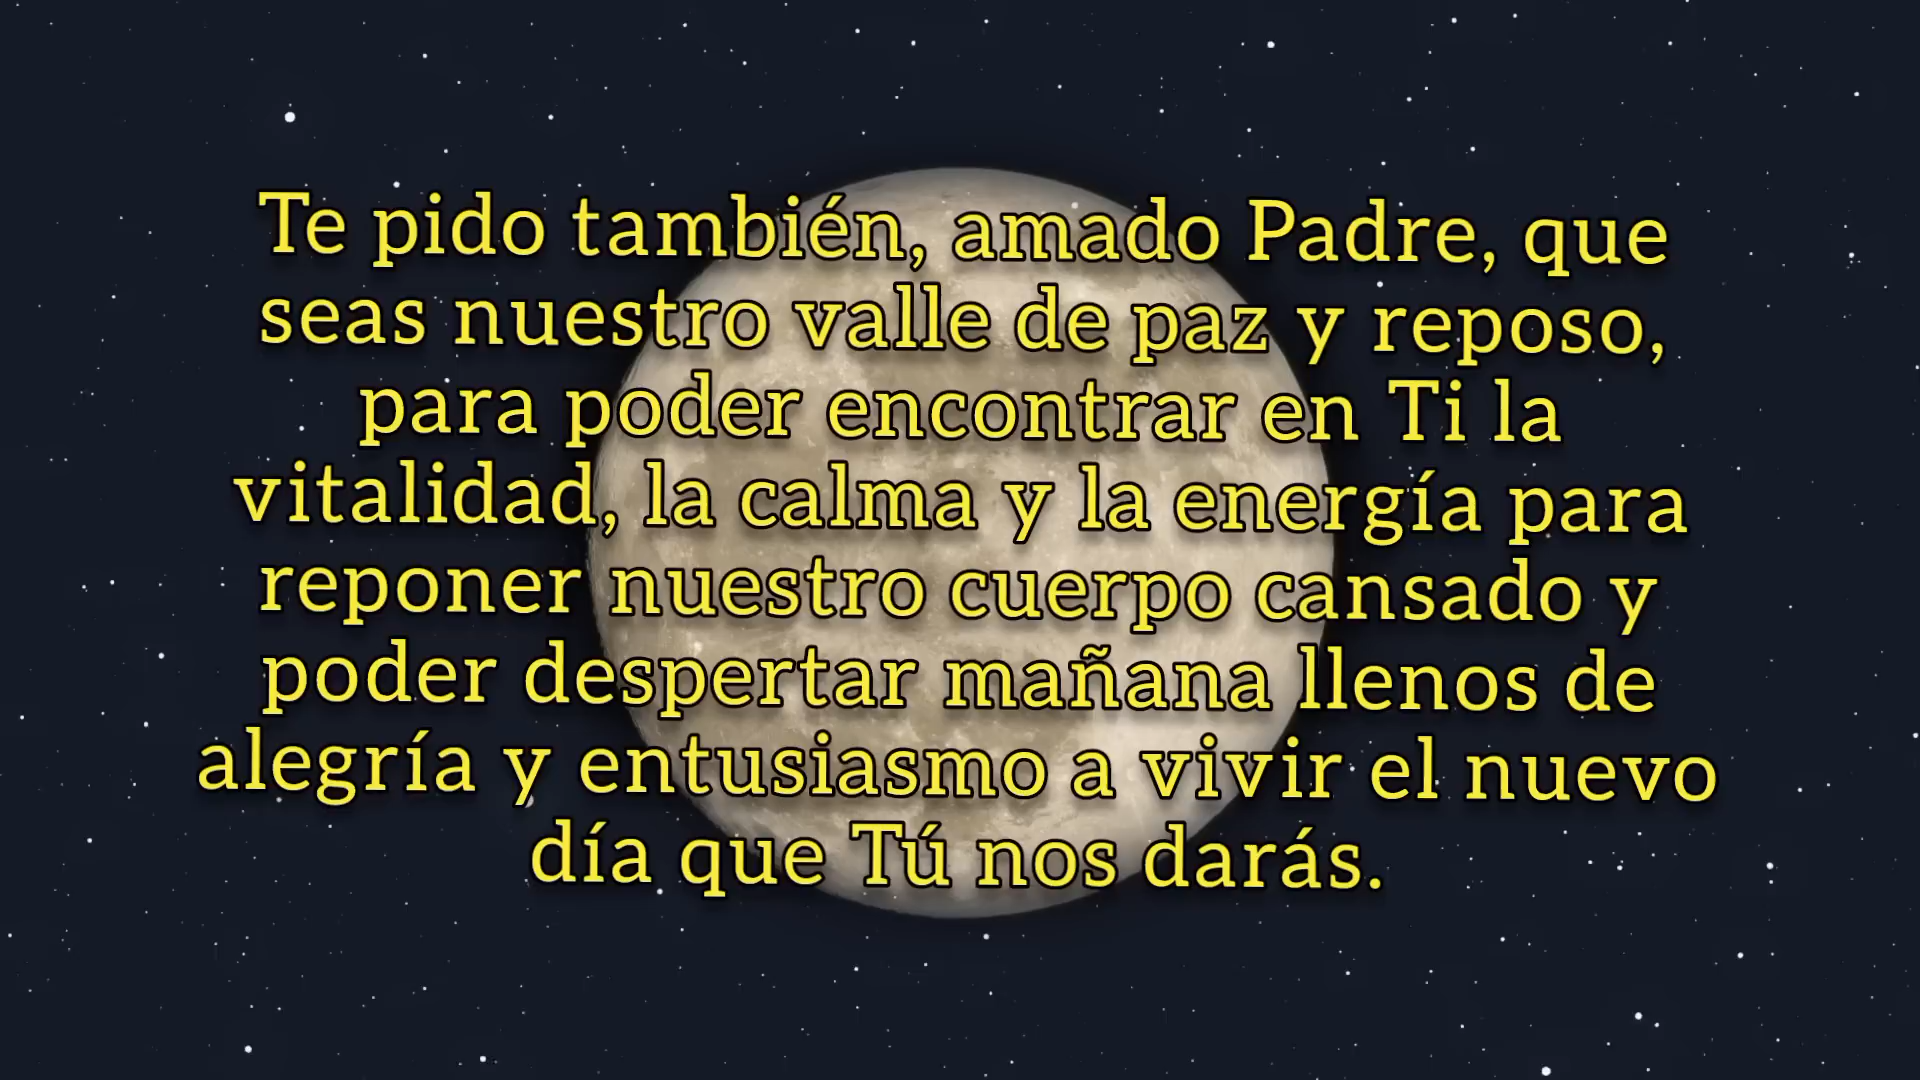 Te pido también, amado Padre, que
seas nuestro valle de paz y reposo,
para poder encontrar en Ti la
vitalidad, la calma y la energía para
reponer nuestro cuerpo cansado y
poder despertar mañana llenos de
alegría y entusiasmo a vivir el nuevo
día que Tú nos darás.